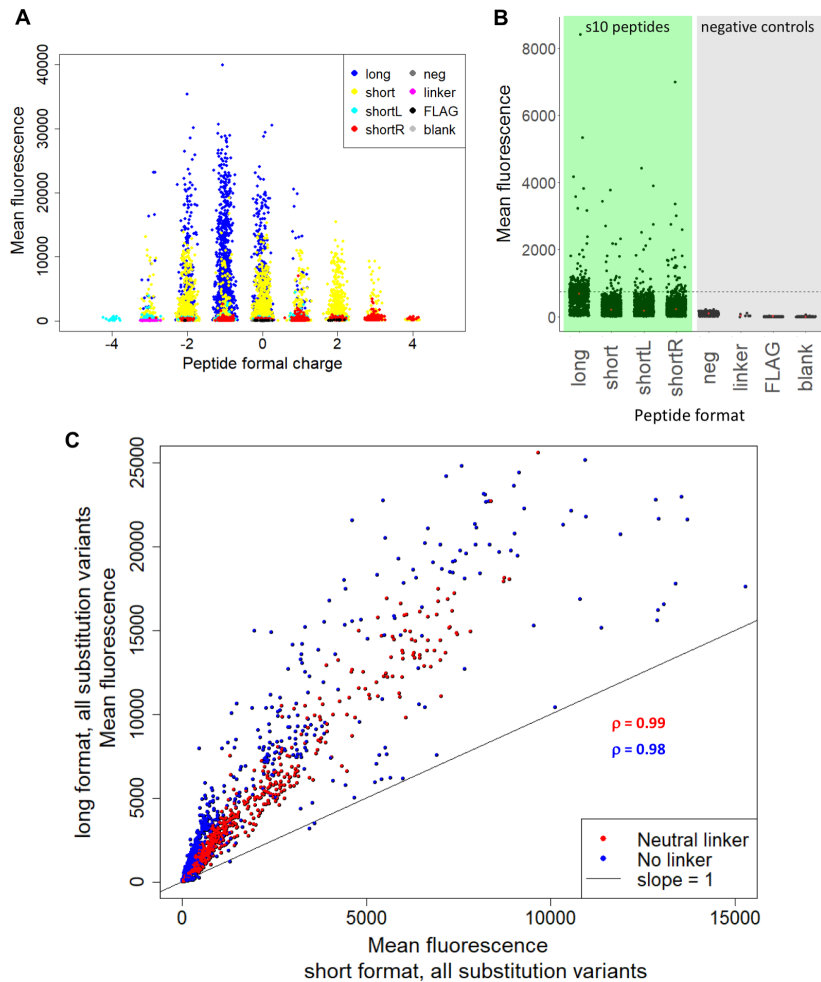 A
Mean fluorescence
40000
30000
20000
10000
0
long
short
shortL
shortR
neg
linker
FLAG
blank
-4
-2
0
2
4
Peptide formal charge
B
s10 peptides
negative controls
Mean fluorescence
8000
6000
4000
2000
0
long
short
shortL
shortR
neg
linker
FLAG
blank
Peptide format
C
long format, all substitution variants
Mean fluorescence
25000
20000
15000
10000
5000
0
ρ = 0.99
ρ = 0.98
Neutral linker
No linker
slope = 1
0
5000
10000
15000
Mean fluorescence
short format, all substitution variants